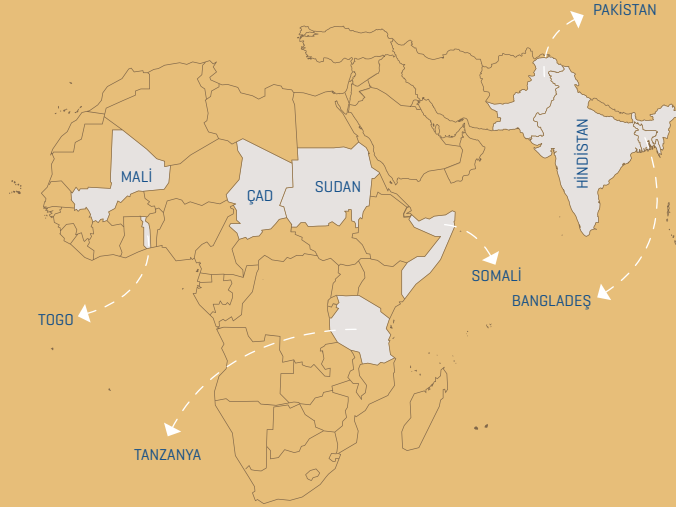 PAKİSTAN
HİNDİSTAN
MALİ
ÇAD
SUDAN
SOMALİ
BANGLADEŞ
TOGO
TANZANYA